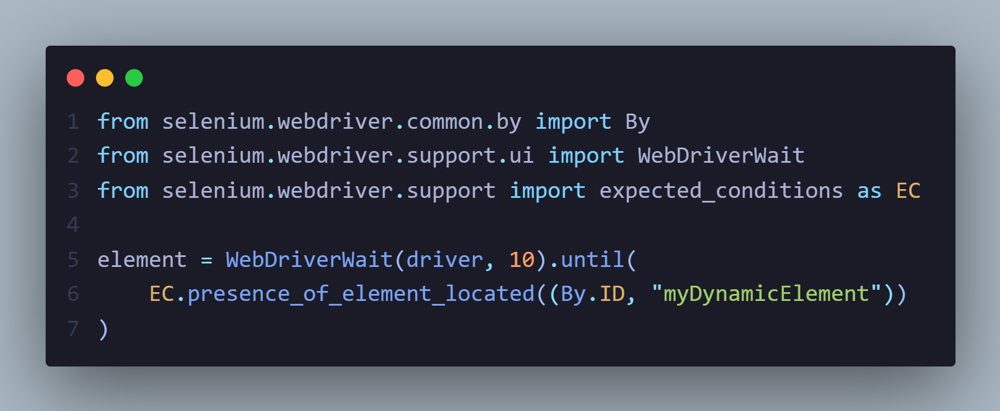 1 from selenium.webdriver.common.by import By
2 from selenium.webdriver.support.ui import WebDriverWait
3 from selenium.webdriver.support import expected_conditions as EC
4
5 element = WebDriverWait(driver, 10).until(
6     EC.presence_of_element_located((By.ID, "myDynamicElement"))
7 )